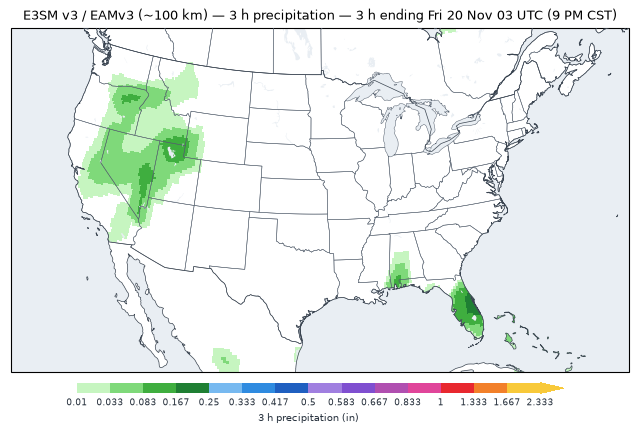 E3SM v3 / EAMv3 (~100 km) — 3 h precipitation — 3 h ending Fri 20 Nov 03 UTC (9 PM CST)
0.01 0.033 0.083 0.167 0.25 0.333 0.417 0.5 0.583 0.667 0.833 1 1.333 1.667 2.333
3 h precipitation (in)